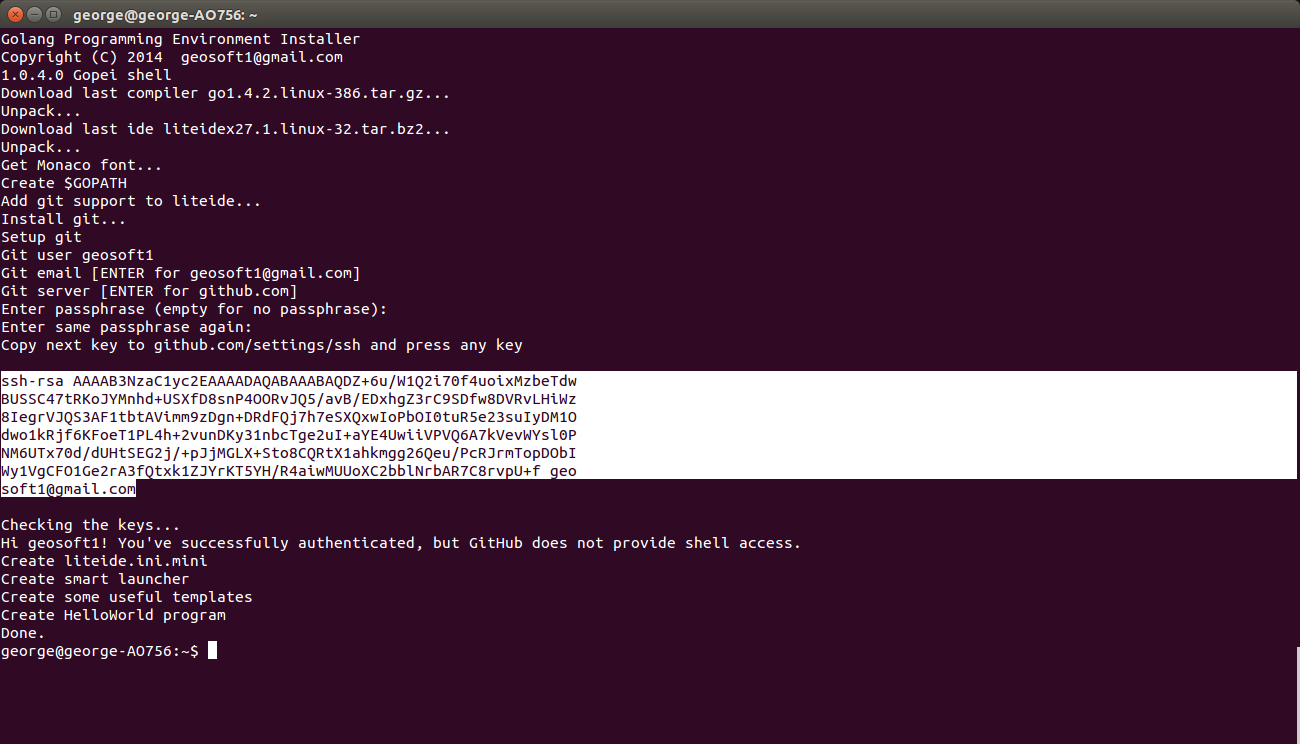 george@george-AO756: ~
Golang Programming Environment Installer
Copyright (C) 2014  geosoft1@gmail.com
1.0.4.0 Gopei shell
Download last compiler go1.4.2.linux-386.tar.gz...
Unpack...
Download last ide liteidex27.1.linux-32.tar.bz2...
Unpack...
Get Monaco font...
Create $GOPATH
Add git support to liteide...
Install git...
Setup git
Git user geosoft1
Git email [ENTER for geosoft1@gmail.com]
Git server [ENTER for github.com]
Enter passphrase (empty for no passphrase):
Enter same passphrase again:
Copy next key to github.com/settings/ssh and press any key
ssh-rsa AAAAB3NzaC1yc2EAAAADAQABAAABAQDZ+6u/W1Q2i70f4uoixMzbeTdw
BUSSC47tRKoJYMnhd+USXfD8snP4OORvJQ5/avB/EDxhgZ3rC9SDfw8DVRvLHiWz
8IegrVJQS3AF1tbtAVimm9zDgn+DRdFQj7h7eSXQxwIoPbOI0tuR5e23suIyDM1O
dwo1kRjf6KFoeT1PL4h+2vunDKy31nbcTge2uI+aYE4UwiiVPVQ6A7kVevWYsl0P
NM6UTx70d/dUHtSEG2j/+pJjMGLX+Sto8CQRtX1ahkmgg26Qeu/PcRJrmTopDObI
Wy1VgCFO1Ge2rA3fQtxk1ZJYrKT5YH/R4aiwMUUoXC2bblNrbAR7C8rvpU+f geo
soft1@gmail.com
Checking the keys...
Hi geosoft1! You've successfully authenticated, but GitHub does not provide shell access.
Create liteide.ini.mini
Create smart launcher
Create some useful templates
Create HelloWorld program
Done.
george@george-AO756:~$